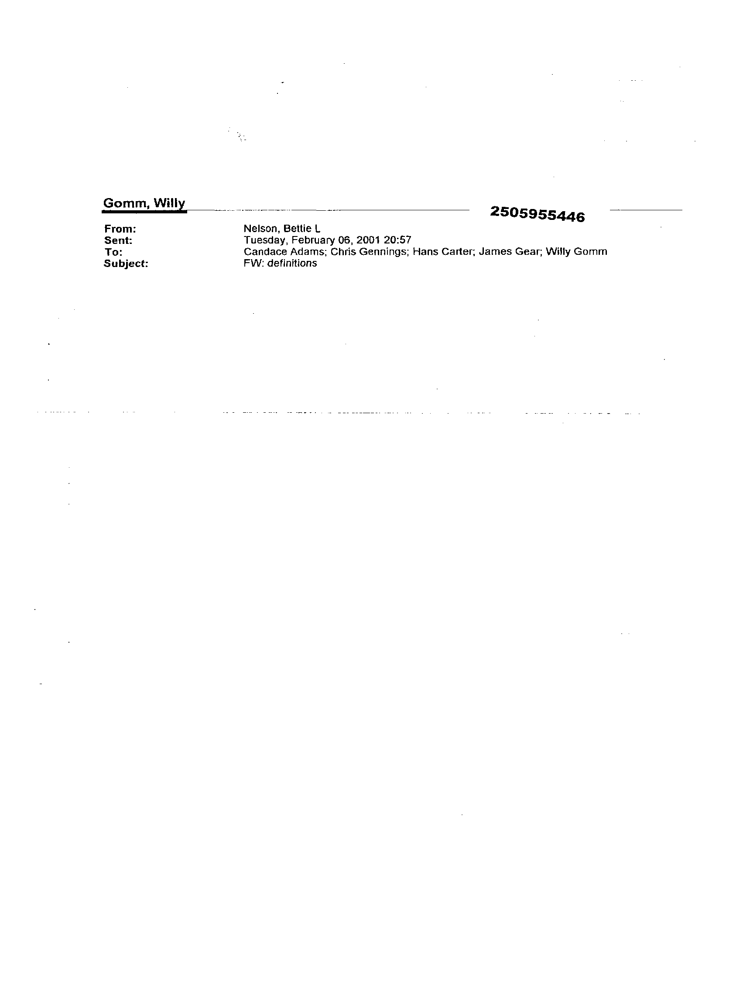 Gomm, Willy
2505955446
From: Nelson, Bettie L
Sent: Tuesday, February 06, 2001 20:57
To: Candace Adams; Chris Gennings; Hans Carter; James Gear; Willy Gomm
Subject: FW: definitions